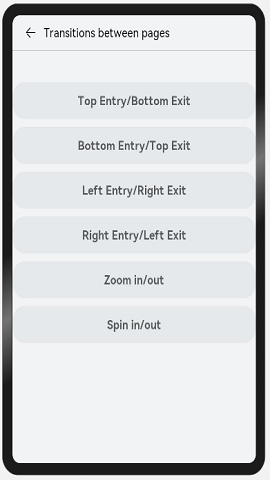 Transitions between pages
Top Entry/Bottom Exit
Bottom Entry/Top Exit
Left Entry/Right Exit
Right Entry/Left Exit
Zoom in/out
Spin in/out